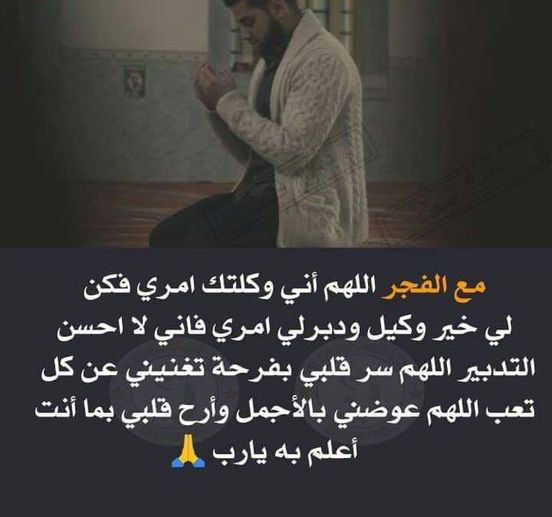 مع الفجر اللهم أني وكلتك امري فكن
لي خير وكيل ودبرلي امري فاني لا احسن
التدبير اللهم سر قلبي بفرحة تغنيني عن كل
تعب اللهم عوضني بالأجمل وأرح قلبي بما أنت
أعلم به يارب 🙏